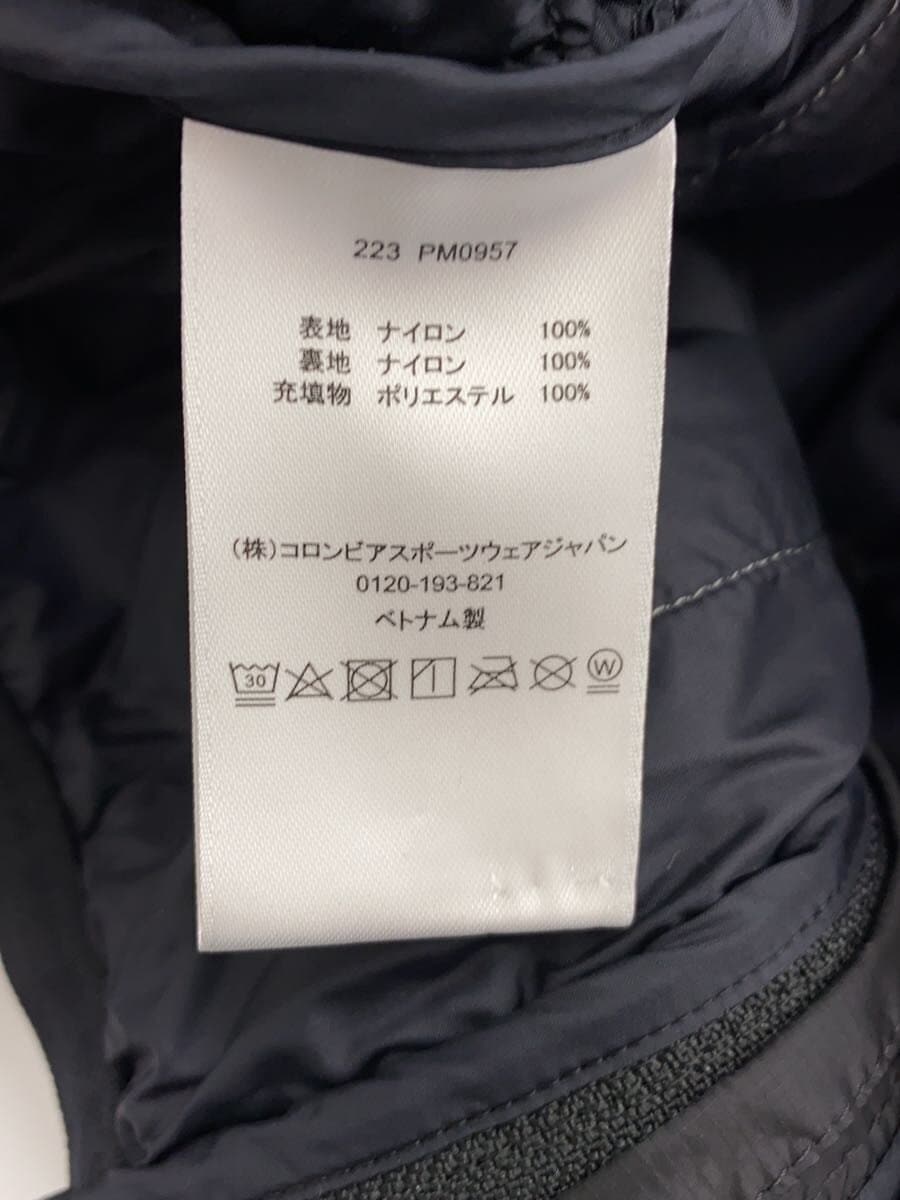 223 PM0957
表地 ナイロン 100%
裏地 ナイロン 100%
充填物 ポリエステル 100%
(株)コロンビアスポーツウェアジャパン
0120-193-821
ベトナム製
30 W